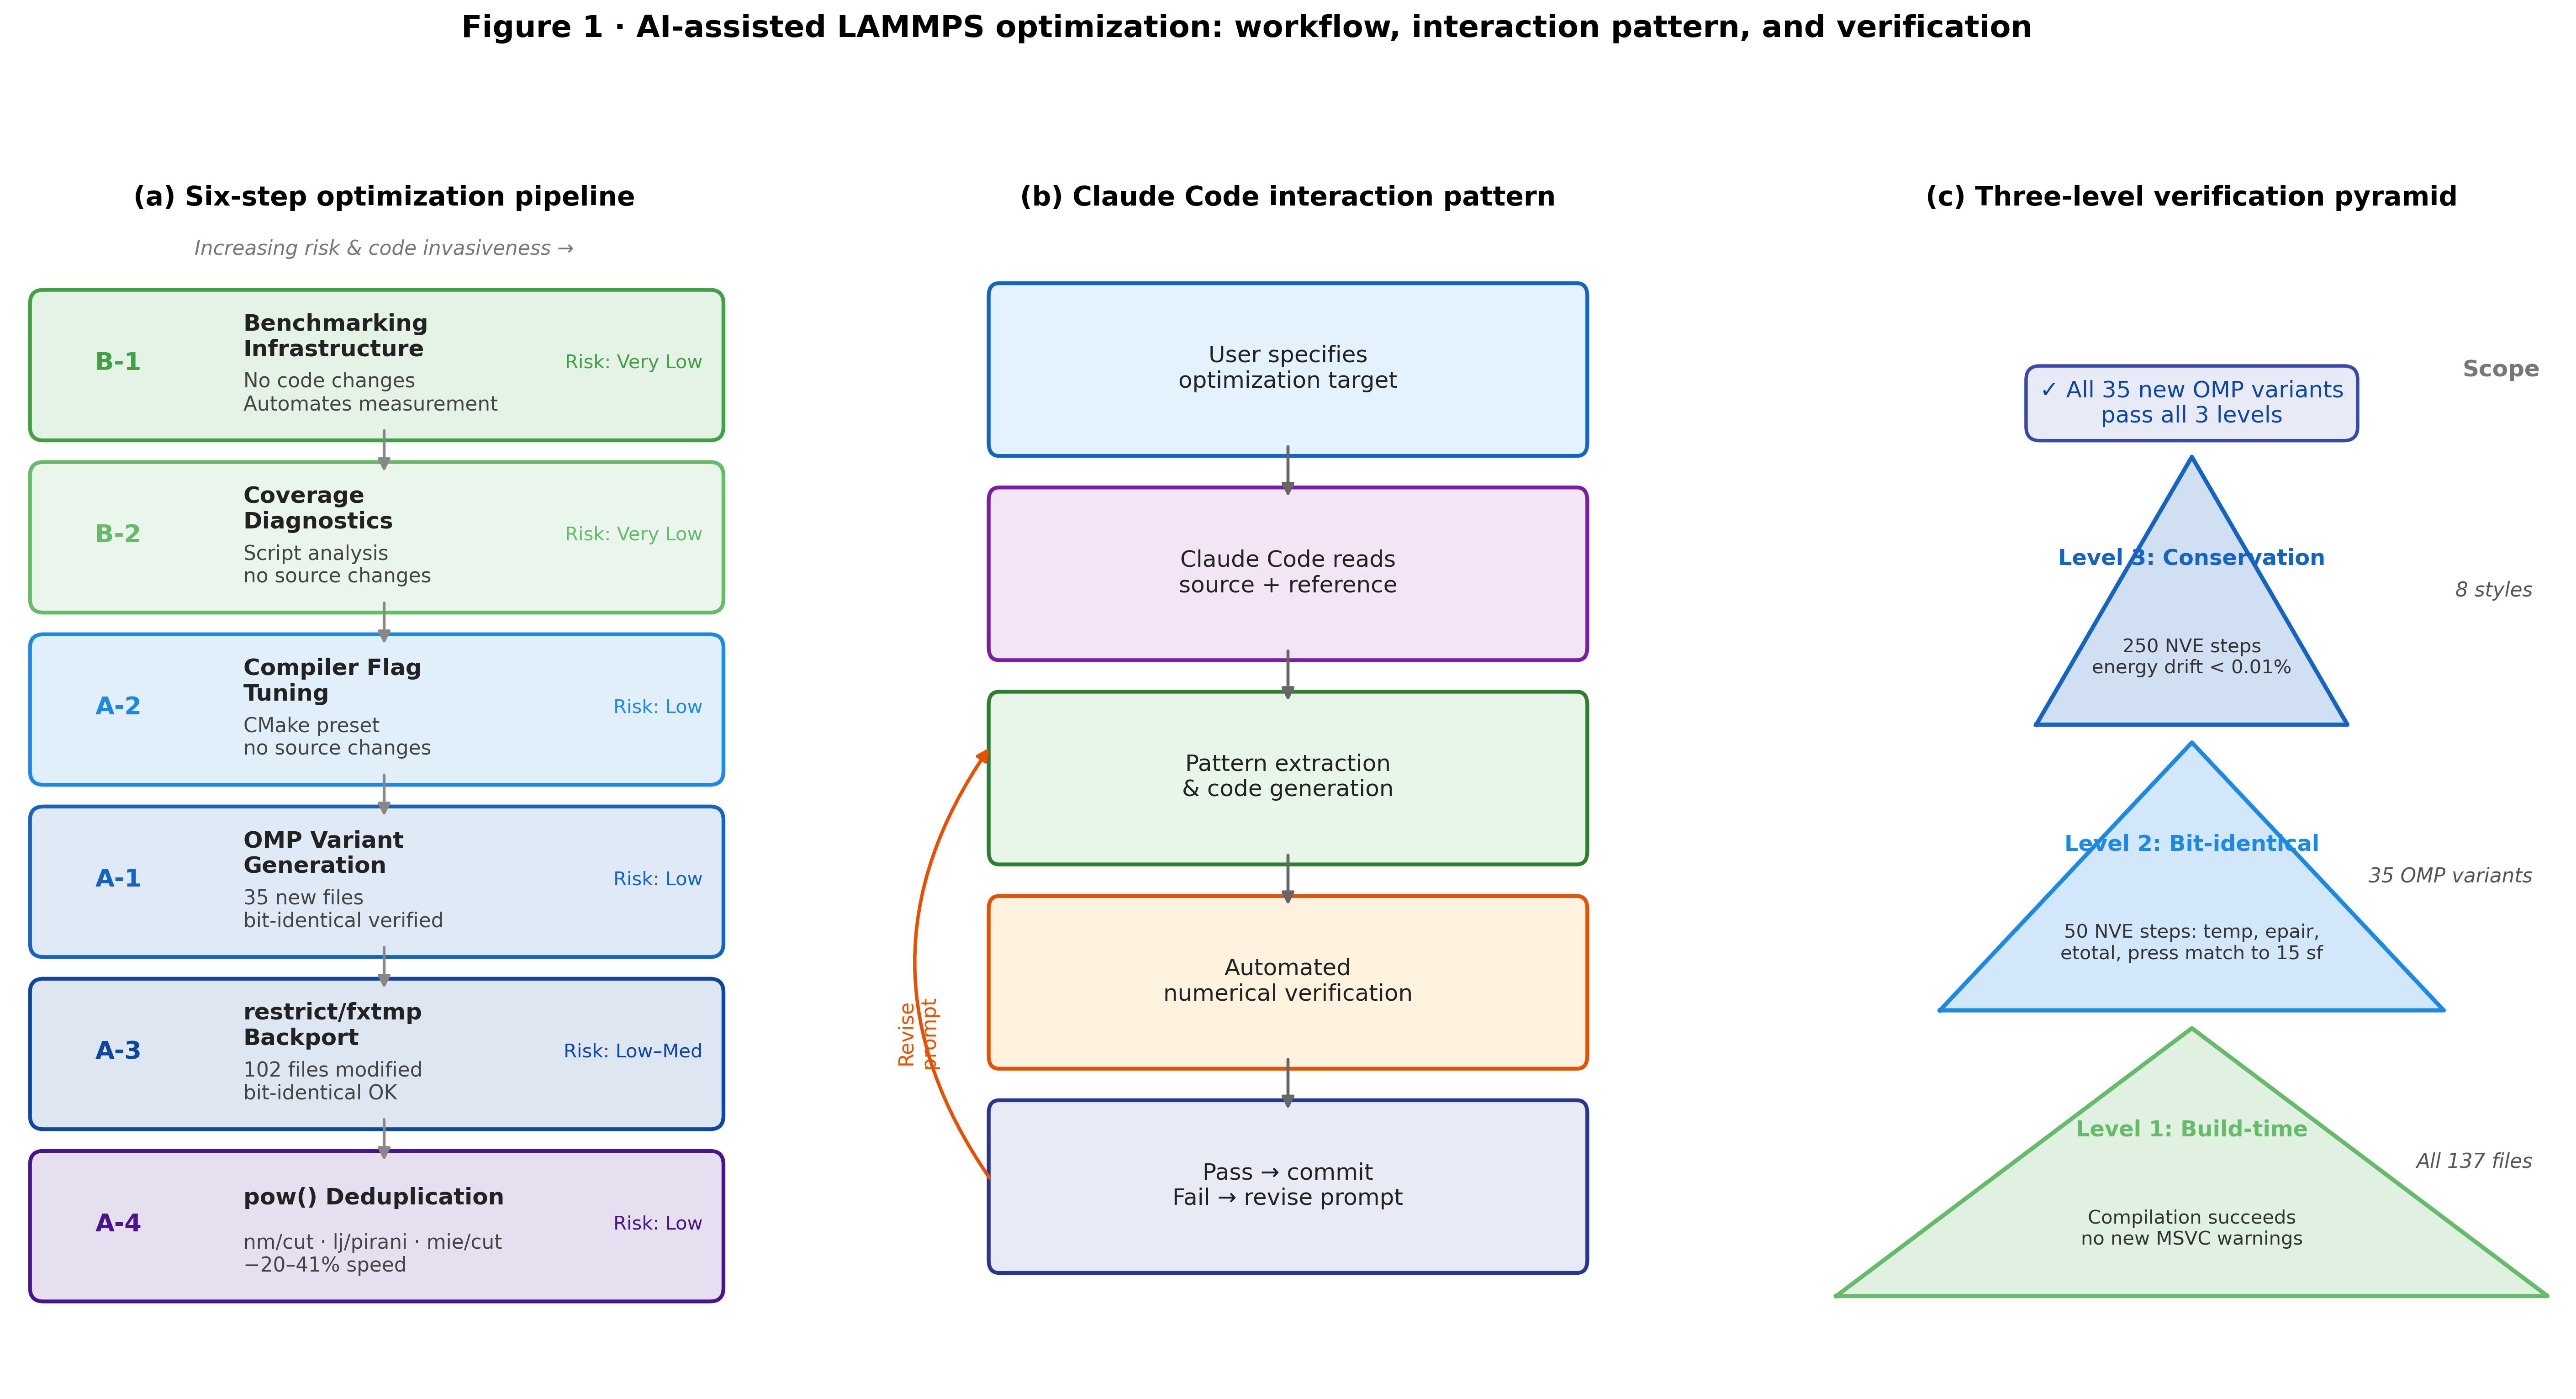 Figure 1 · AI-assisted LAMMPS optimization: workflow, interaction pattern, and verification
(a) Six-step optimization pipeline
Increasing risk & code invasiveness →
B-1
Benchmarking
Infrastructure
No code changes
Automates measurement
Risk: Very Low
B-2
Coverage
Diagnostics
Script analysis
no source changes
Risk: Very Low
A-2
Compiler Flag
Tuning
CMake preset
no source changes
Risk: Low
A-1
OMP Variant
Generation
35 new files
bit-identical verified
Risk: Low
A-3
restrict/fxtmp
Backport
102 files modified
bit-identical OK
Risk: Low–Med
A-4
pow() Deduplication
nm/cut · lj/pirani · mie/cut
−20–41% speed
Risk: Low
(b) Claude Code interaction pattern
User specifies
optimization target
Claude Code reads
source + reference
Pattern extraction
& code generation
Automated
numerical verification
Pass → commit
Fail → revise prompt
Revise
prompt
(c) Three-level verification pyramid
Scope
✓ All 35 new OMP variants
pass all 3 levels
Level 3: Conservation
250 NVE steps
energy drift < 0.01%
8 styles
Level 2: Bit-identical
50 NVE steps: temp, epair,
etotal, press match to 15 sf
35 OMP variants
Level 1: Build-time
Compilation succeeds
no new MSVC warnings
All 137 files